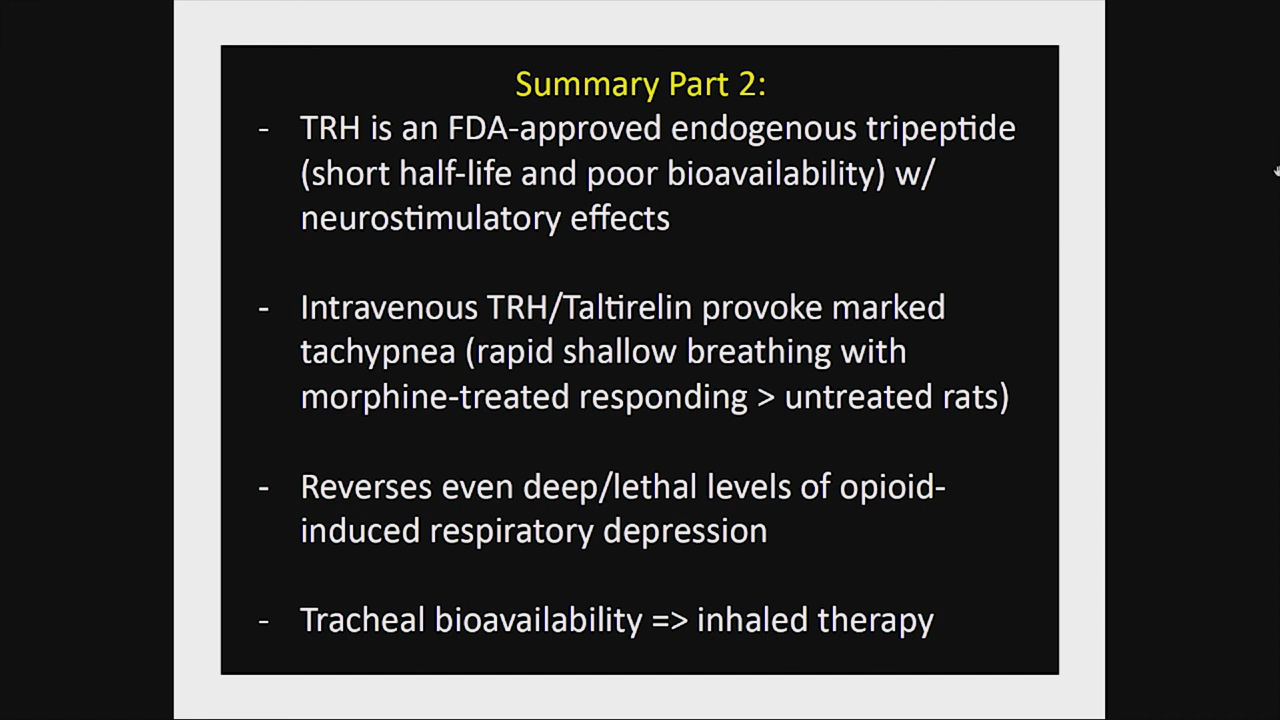 Summary Part 2:
- TRH is an FDA-approved endogenous tripeptide
(short half-life and poor bioavailability) w/
neurostimulatory effects
- Intravenous TRH/Taltirelin provoke marked
tachypnea (rapid shallow breathing with
morphine-treated responding > untreated rats)
- Reverses even deep/lethal levels of opioid-
induced respiratory depression
- Tracheal bioavailability => inhaled therapy